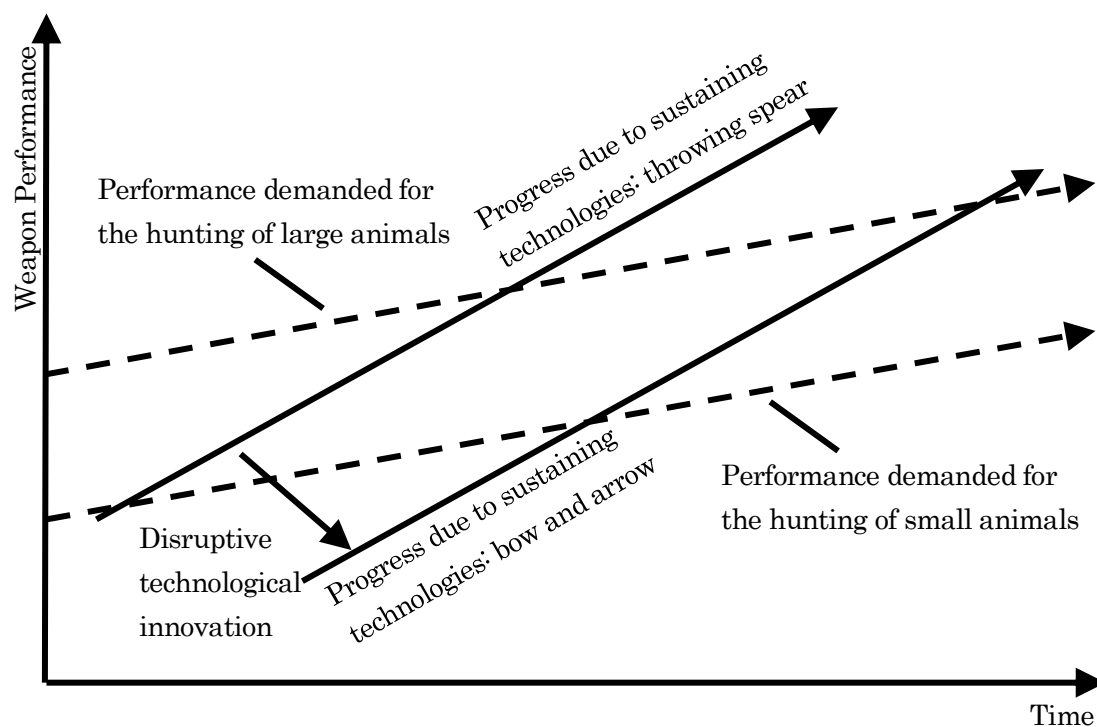 Weapon Performance
Progress due to sustaining
technologies: throwing spear
Performance demanded for
the hunting of large animals
Progress due to sustaining
technologies: bow and arrow
Performance demanded for
the hunting of small animals
Disruptive
technological
innovation
Time